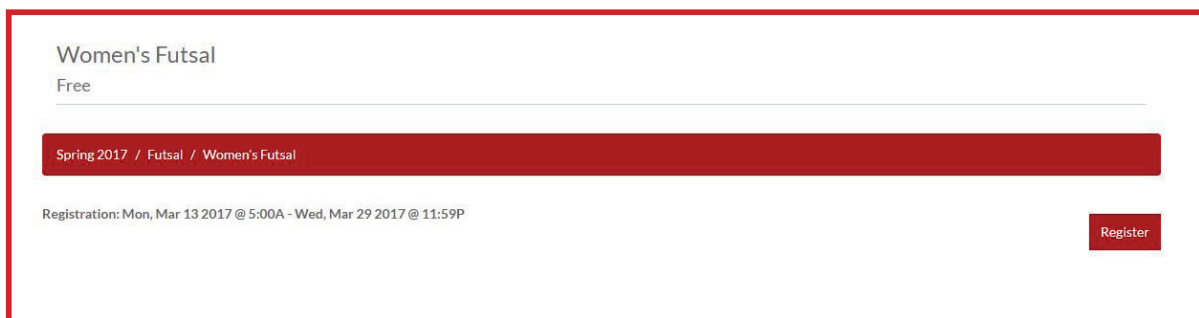 Women's Futsal
Free
Spring 2017 / Futsal / Women's Futsal
Registration: Mon, Mar 13 2017 @ 5:00A - Wed, Mar 29 2017 @ 11:59P
Register